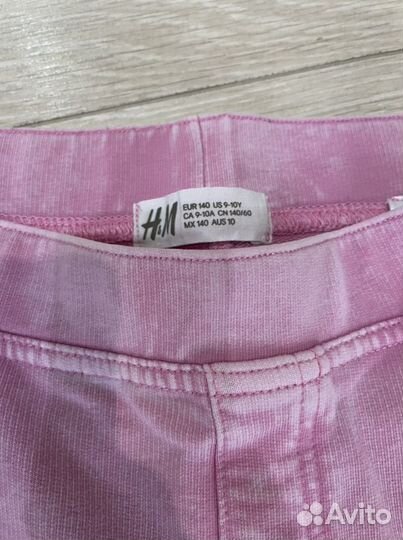 H&M
EUR 140 US 9-10Y
CA 9-10A CN 140/60
MX 140 AUS 10
Avito